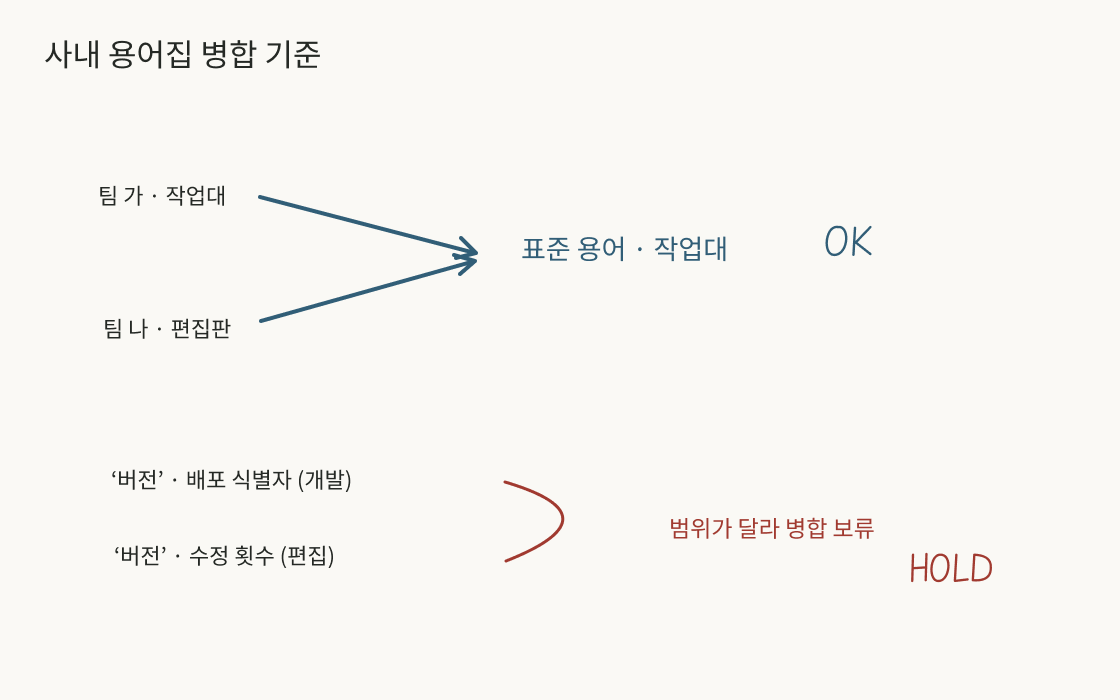 사내 용어집 병합 기준
팀 가 · 작업대
표준 용어 · 작업대
OK
팀 나 · 편집판
‘버전’ · 배포 식별자 (개발)
범위가 달라 병합 보류
‘버전’ · 수정 횟수 (편집)
HOLD